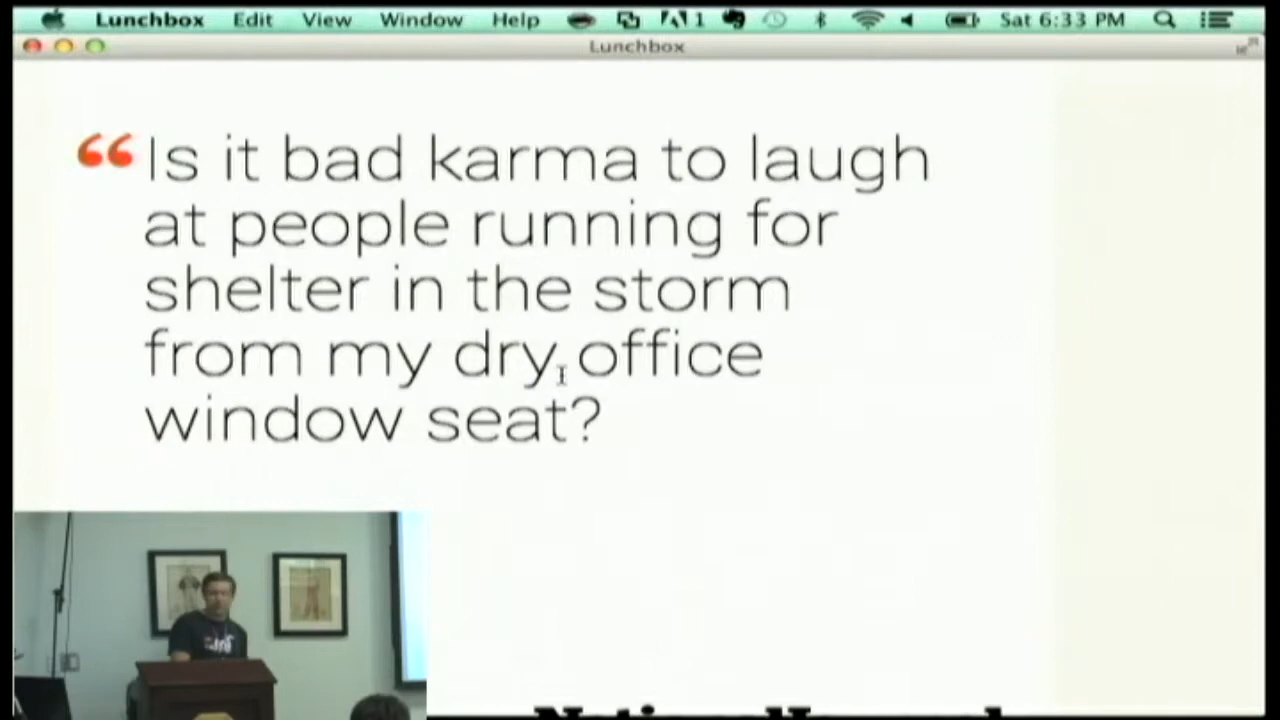 Lunchbox Edit View Window Help 1 Sat 6:33 PM
Lunchbox
“Is it bad karma to laugh
at people running for
shelter in the storm
from my dry office
window seat?